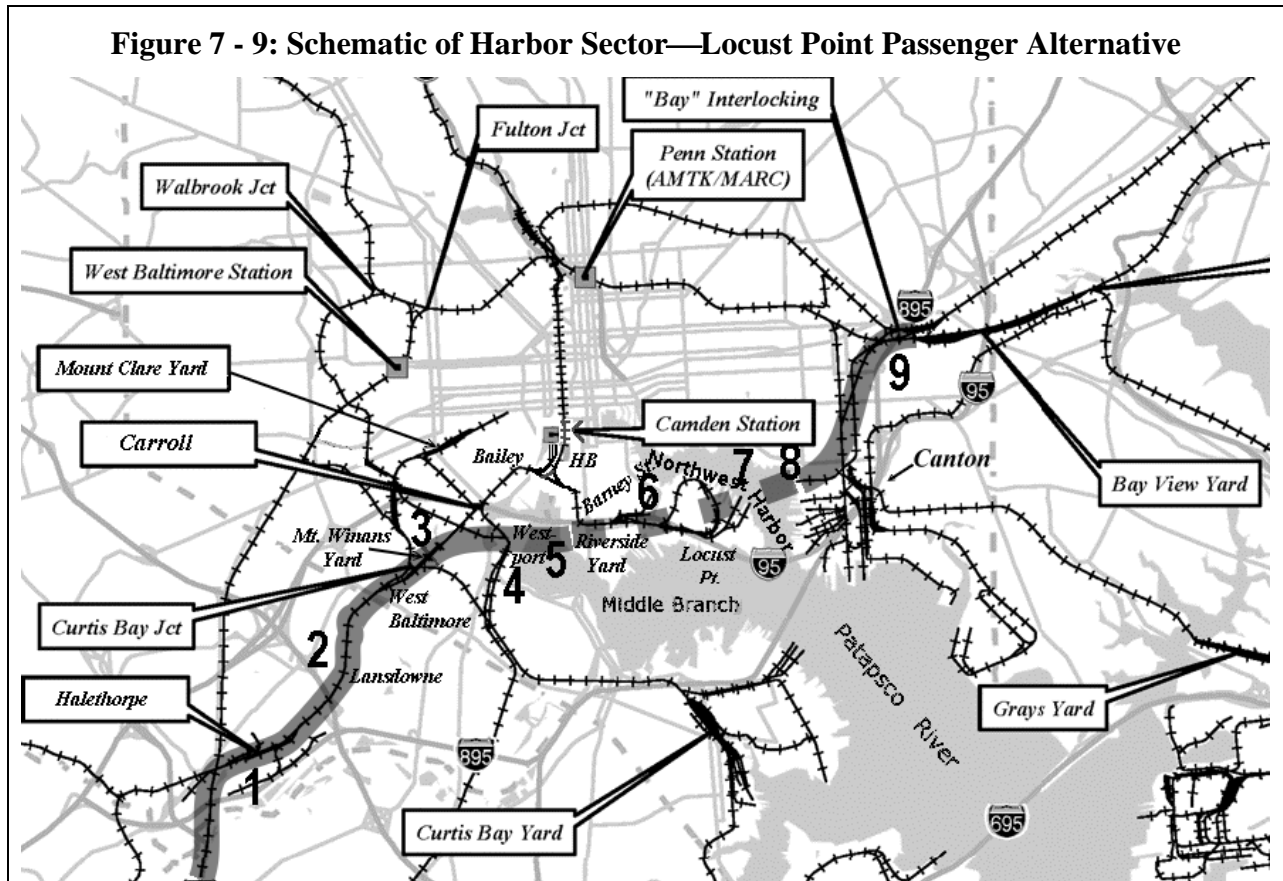 Figure 7 - 9: Schematic of Harbor Sector—Locust Point Passenger Alternative
"Bay" Interlocking
Fulton Jct
Penn Station
(AMTK/MARC)
Walbrook Jct
West Baltimore Station
895
Mount Clare Yard
9
95
Carroll
Camden Station
Bailey
HB
Barney St.
Northwest Harbor
7
8
Canton
Bay View Yard
6
3
Mt. Winans
Yard
West-
port
5
Riverside
Yard
Locust
Pt.
95
4
Middle Branch
Curtis Bay Jct
West
Baltimore
2
Lansdowne
Patapsco River
Halethorpe
Grays Yard
895
1
Curtis Bay Yard
695